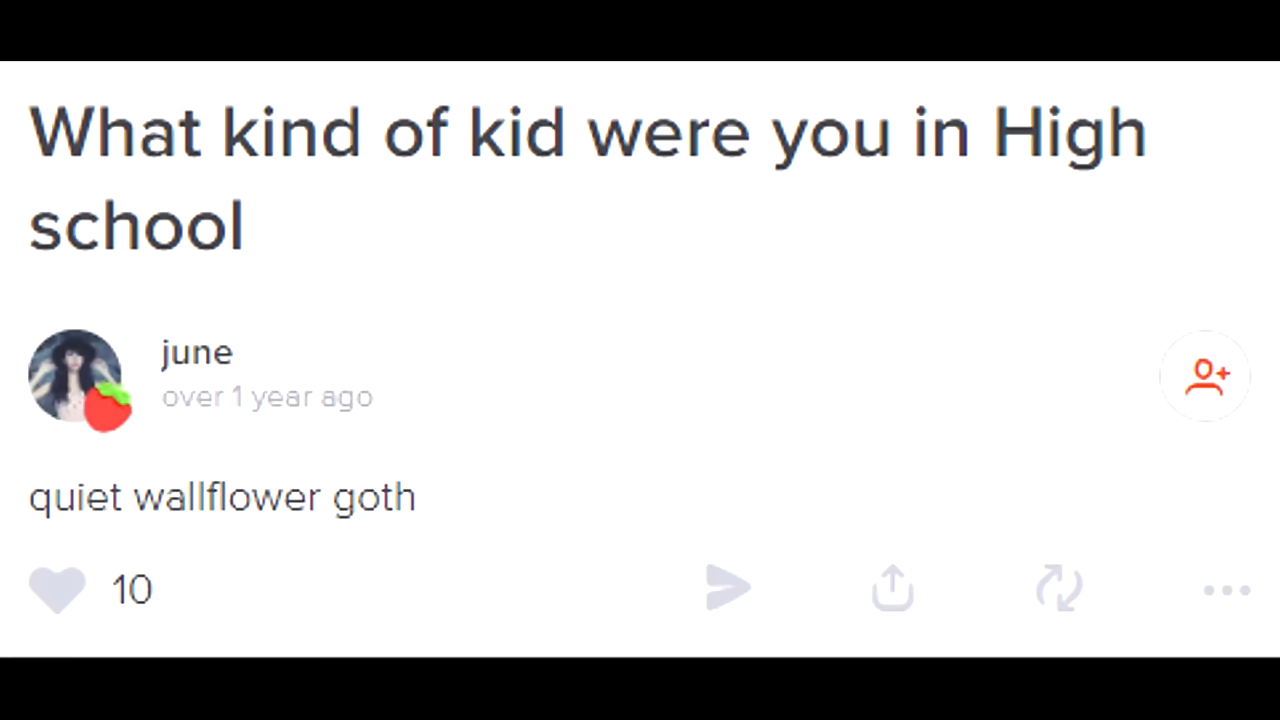 What kind of kid were you in High
school
june
over 1 year ago
quiet wallflower goth
10